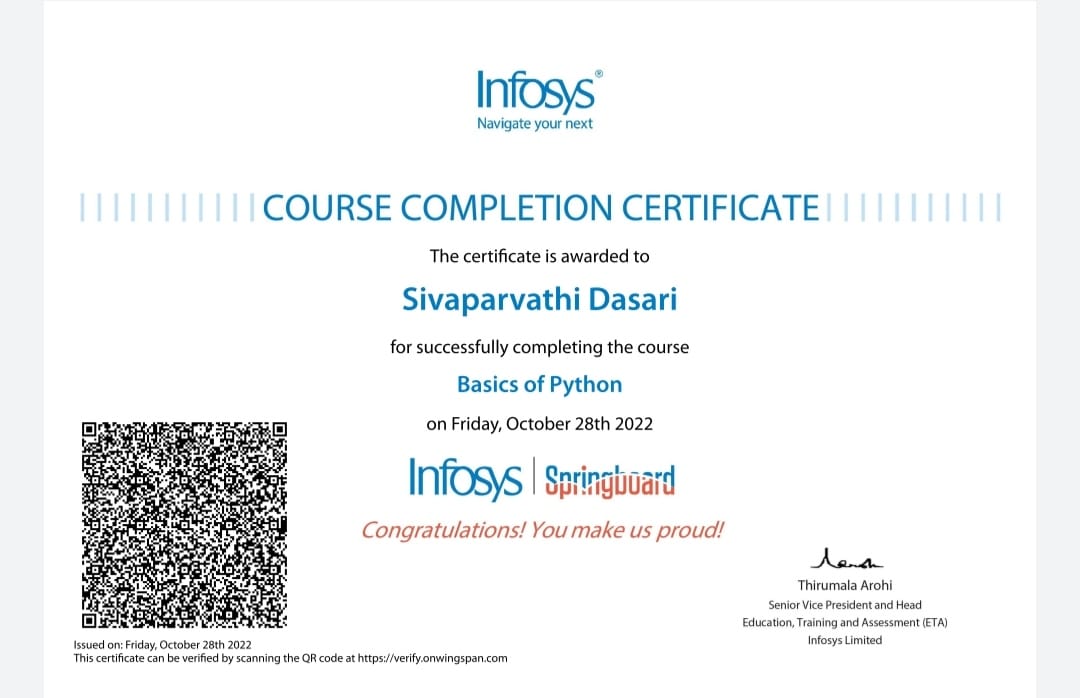 Infosys®
Navigate your next
COURSE COMPLETION CERTIFICATE
The certificate is awarded to
Sivaparvathi Dasari
for successfully completing the course
Basics of Python
on Friday, October 28th 2022
Infosys | Springboard
Congratulations! You make us proud!
Thirumala Arohi
Senior Vice President and Head
Education, Training and Assessment (ETA)
Infosys Limited
Issued on: Friday, October 28th 2022
This certificate can be verified by scanning the QR code at https://verify.onwingspan.com